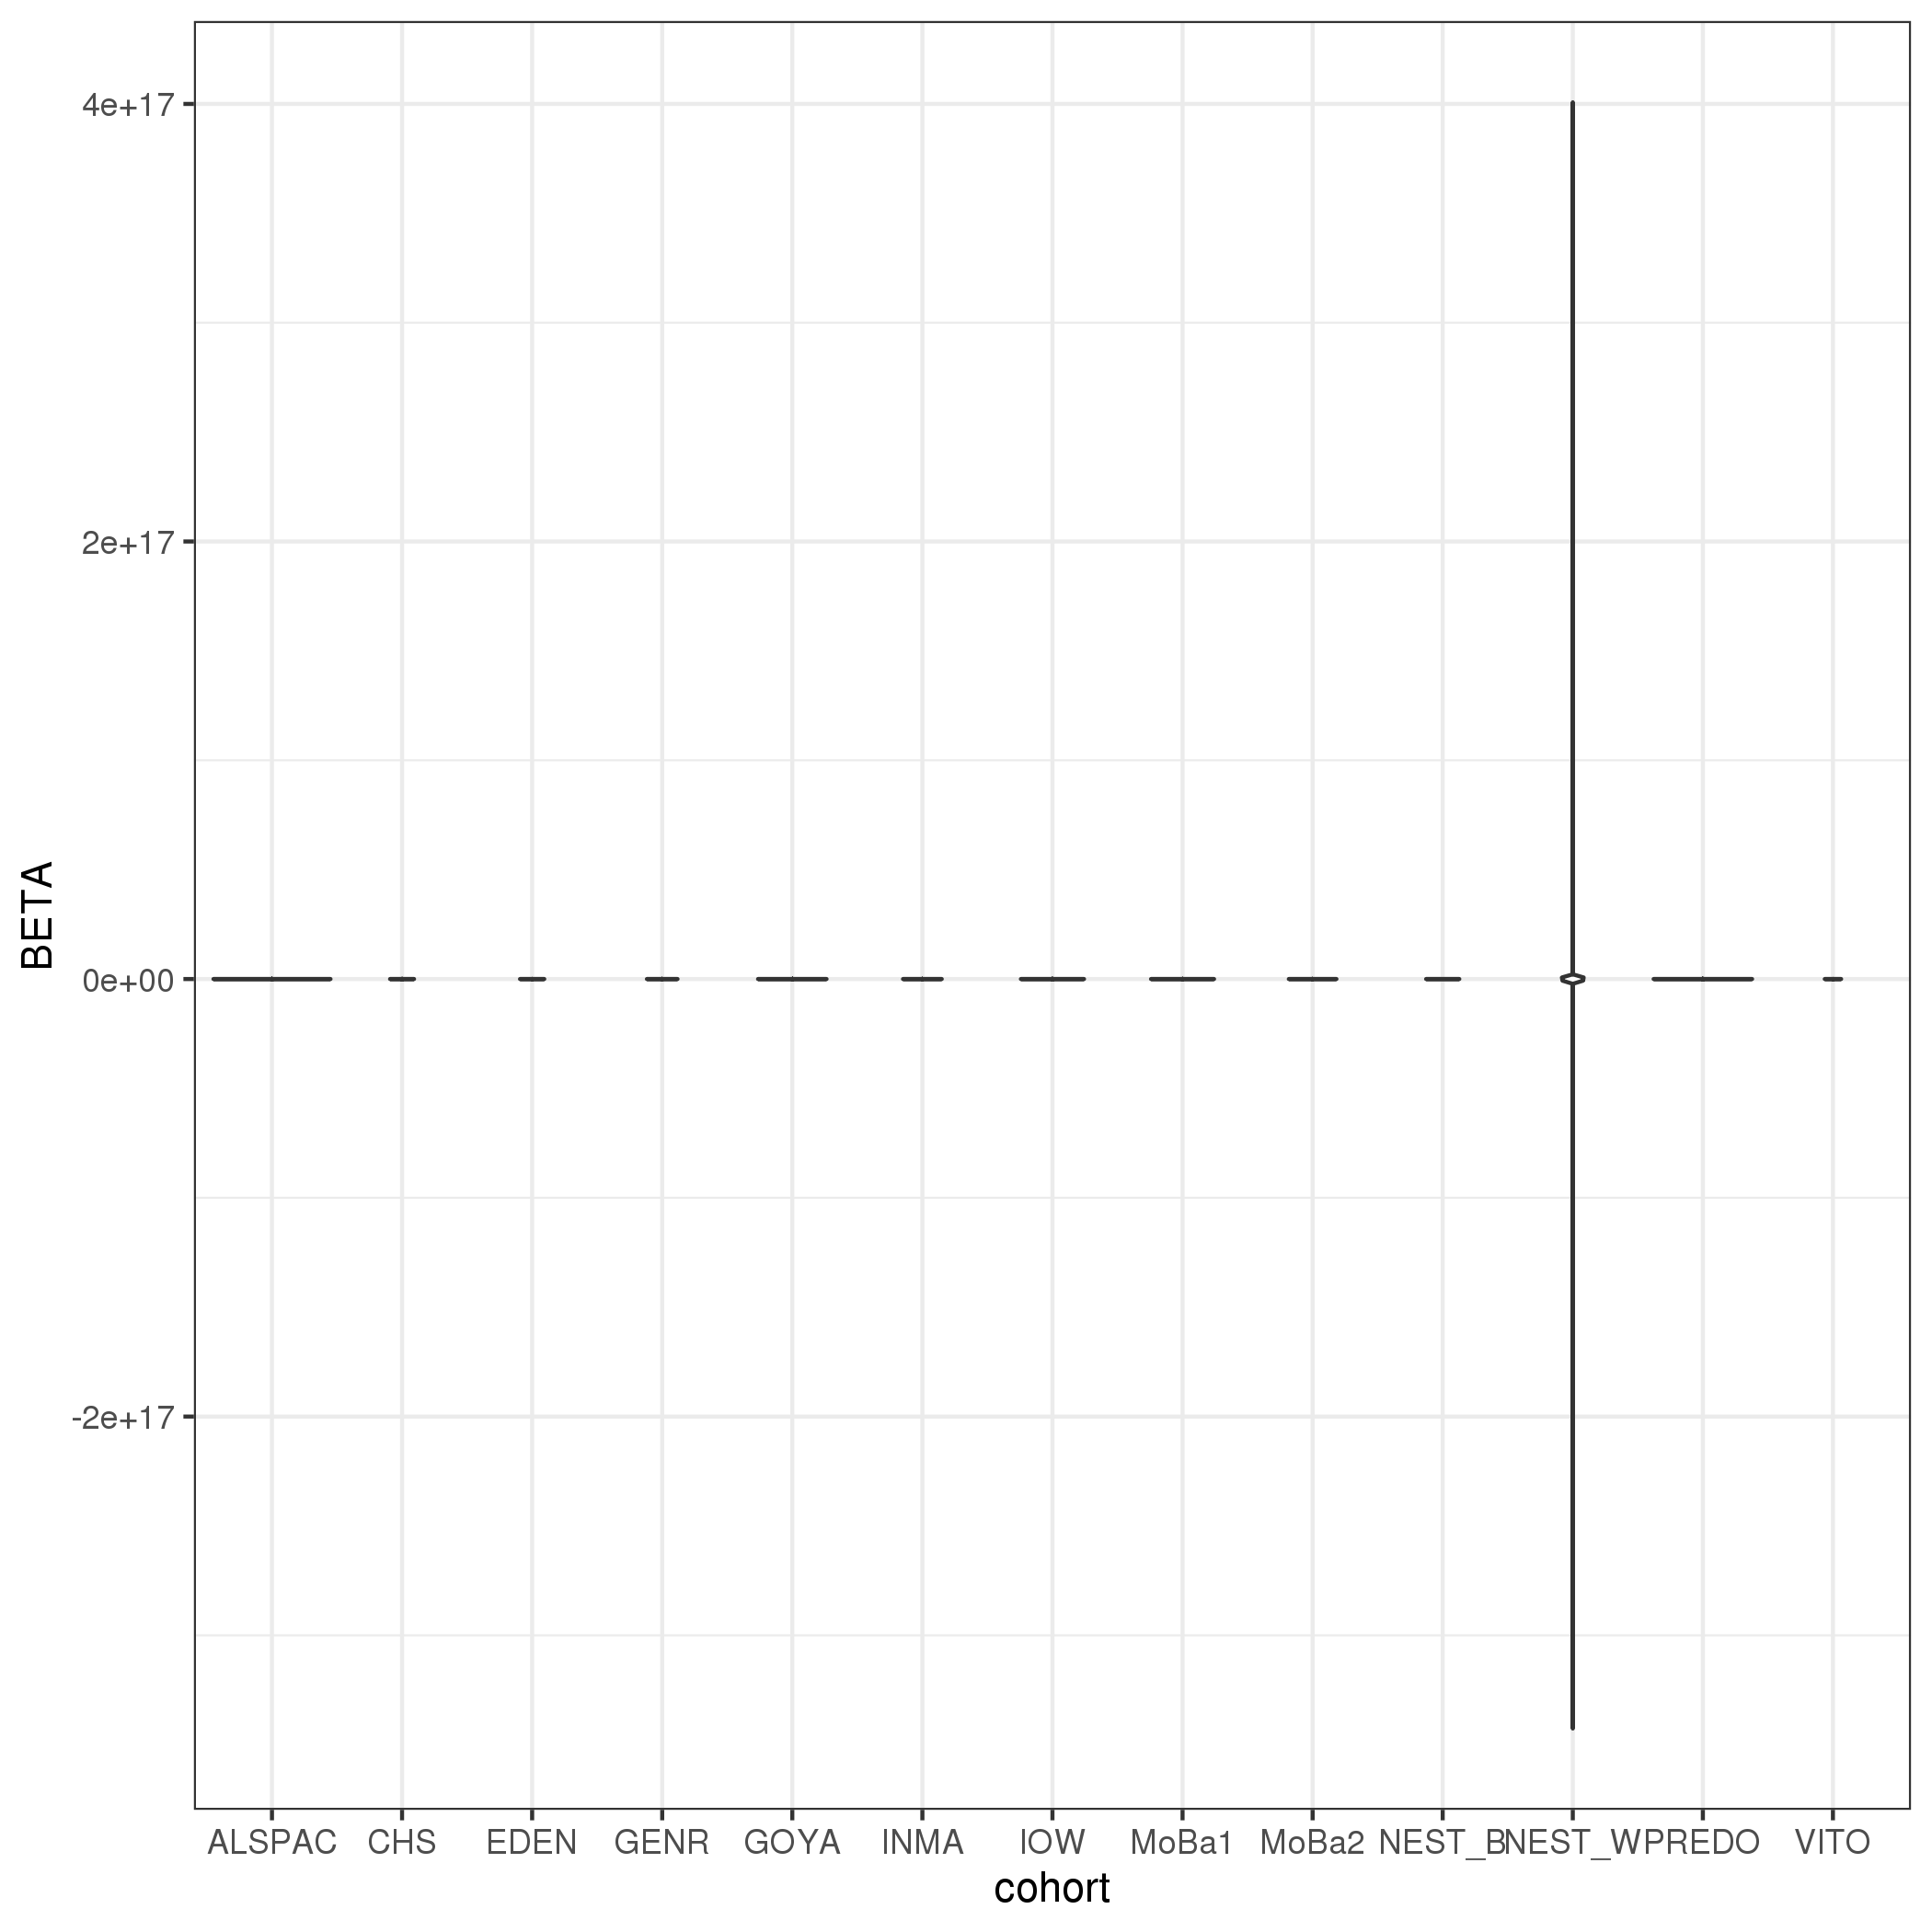 4e+17
2e+17
0e+00
-2e+17
BETA
ALSPAC CHS EDEN GENR GOYA INMA IOW MoBa1 MoBa2 NEST_B NEST_W PREDO VITO
cohort